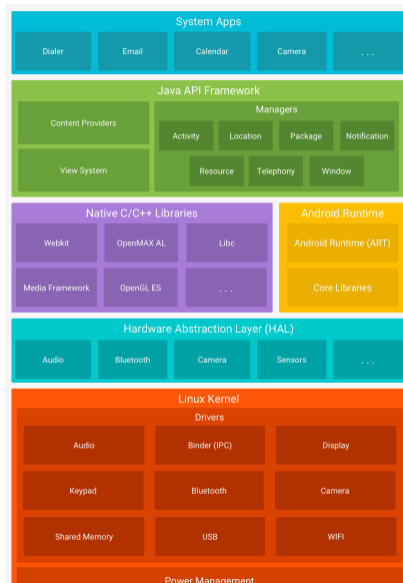 System Apps
Dialer Email Calendar Camera . . .
Java API Framework
Managers
Content Providers
Activity Location Package Notification
View System
Resource Telephony Window
Native C/C++ Libraries
Webkit OpenMAX AL Libc
Media Framework OpenGL ES . . .
Android Runtime
Android Runtime (ART)
Core Libraries
Hardware Abstraction Layer (HAL)
Audio Bluetooth Camera Sensors . . .
Linux Kernel
Drivers
Audio Binder (IPC) Display
Keypad Bluetooth Camera
Shared Memory USB WIFI
Power Management